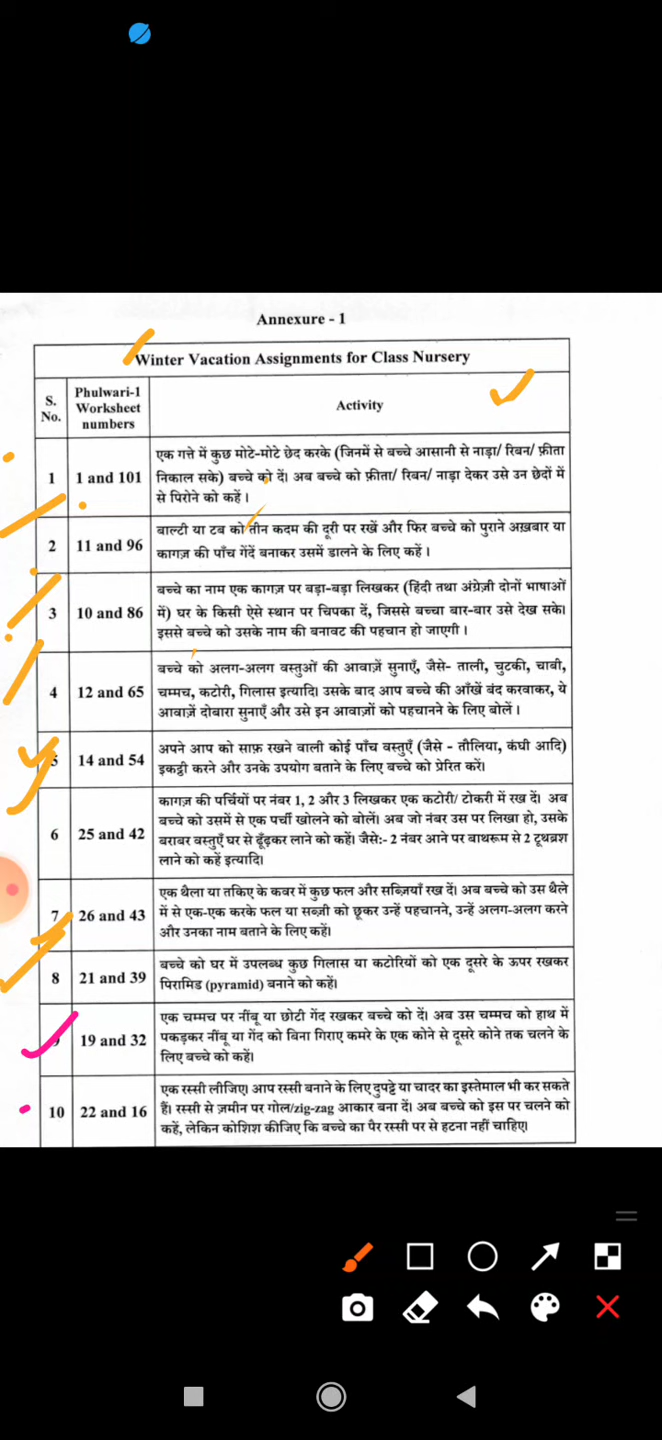 Annexure - 1
Winter Vacation Assignments for Class Nursery
S. No.
Phulwari-1 Worksheet numbers
Activity
1
1 and 101
एक गत्ते में कुछ मोटे-मोटे छेद करके (जिनमें से बच्चे आसानी से नाड़ा/ रिबन/ फ़ीता
निकाल सके) बच्चे को दें। अब बच्चे को फ़ीता/ रिबन/ नाड़ा देकर उसे उन छेदों में
से पिरोने को कहें ।
2
11 and 96
बाल्टी या टब को तीन कदम की दूरी पर रखें और फिर बच्चे को पुराने अख़बार या
कागज़ की पाँच गेंदें बनाकर उसमें डालने के लिए कहें ।
3
10 and 86
बच्चे का नाम एक कागज़ पर बड़ा-बड़ा लिखकर (हिंदी तथा अंग्रेज़ी दोनों भाषाओं
में) घर के किसी ऐसे स्थान पर चिपका दें, जिससे बच्चा बार-बार उसे देख सके।
इससे बच्चे को उसके नाम की बनावट की पहचान हो जाएगी ।
4
12 and 65
बच्चे को अलग-अलग वस्तुओं की आवाज़ें सुनाएँ, जैसे- ताली, चुटकी, चाबी,
चम्मच, कटोरी, गिलास इत्यादि। उसके बाद आप बच्चे की आँखें बंद करवाकर, ये
आवाज़ें दोबारा सुनाएँ और उसे इन आवाज़ों को पहचानने के लिए बोलें ।
5
14 and 54
अपने आप को साफ़ रखने वाली कोई पाँच वस्तुएँ (जैसे - तौलिया, कंघी आदि)
इकट्ठी करने और उनके उपयोग बताने के लिए बच्चे को प्रेरित करें।
6
25 and 42
कागज़ की पर्चियों पर नंबर 1, 2 और 3 लिखकर एक कटोरी/ टोकरी में रख दें। अब
बच्चे को उसमें से एक पर्ची खोलने को बोलें। अब जो नंबर उस पर लिखा हो, उसके
बराबर वस्तुएँ घर से ढूँढ़कर लाने को कहें। जैसे:- 2 नंबर आने पर बाथरूम से 2 टूथब्रश
लाने को कहें इत्यादि।
7
26 and 43
एक थैला या तकिए के कवर में कुछ फल और सब्ज़ियाँ रख दें। अब बच्चे को उस थैले
में से एक-एक करके फल या सब्ज़ी को छूकर उन्हें पहचानने, उन्हें अलग-अलग करने
और उनका नाम बताने के लिए कहें।
8
21 and 39
बच्चे को घर में उपलब्ध कुछ गिलास या कटोरियों को एक दूसरे के ऊपर रखकर
पिरामिड (pyramid) बनाने को कहें।
9
19 and 32
एक चम्मच पर नींबू या छोटी गेंद रखकर बच्चे को दें। अब उस चम्मच को हाथ में
पकड़कर नींबू या गेंद को बिना गिराए कमरे के एक कोने से दूसरे कोने तक चलने के
लिए बच्चे को कहें।
10
22 and 16
एक रस्सी लीजिए। आप रस्सी बनाने के लिए दुपट्टे या चादर का इस्तेमाल भी कर सकते
हैं। रस्सी से ज़मीन पर गोल/zig-zag आकार बना दें। अब बच्चे को इस पर चलने को
कहें, लेकिन कोशिश कीजिए कि बच्चे का पैर रस्सी पर से हटना नहीं चाहिए।